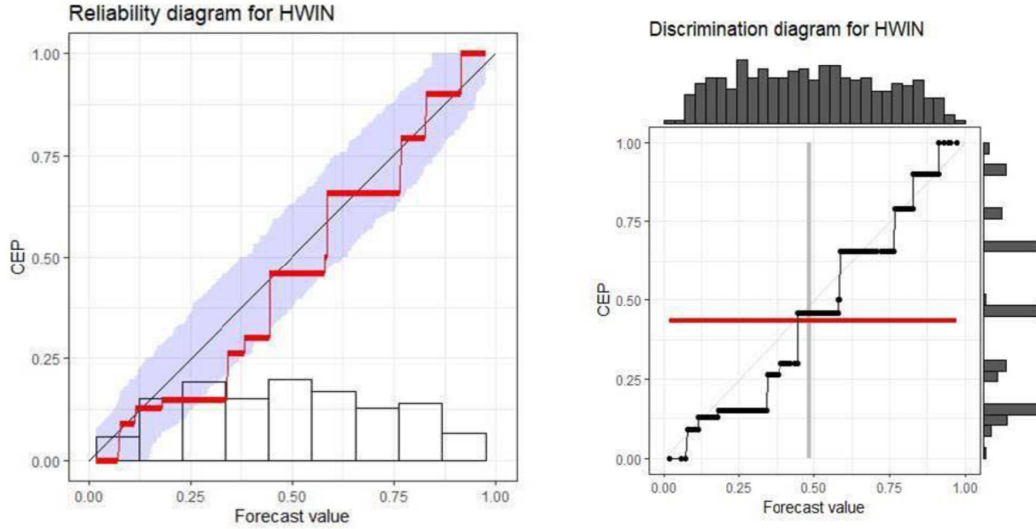 Reliability diagram for HWIN
1.00
0.75
0.50
0.25
0.00
CEP
0.00 0.25 0.50 0.75 1.00
Forecast value
Discrimination diagram for HWIN
1.00
0.75
0.50
0.25
0.00
CEP
0.00 0.25 0.50 0.75 1.00
Forecast value